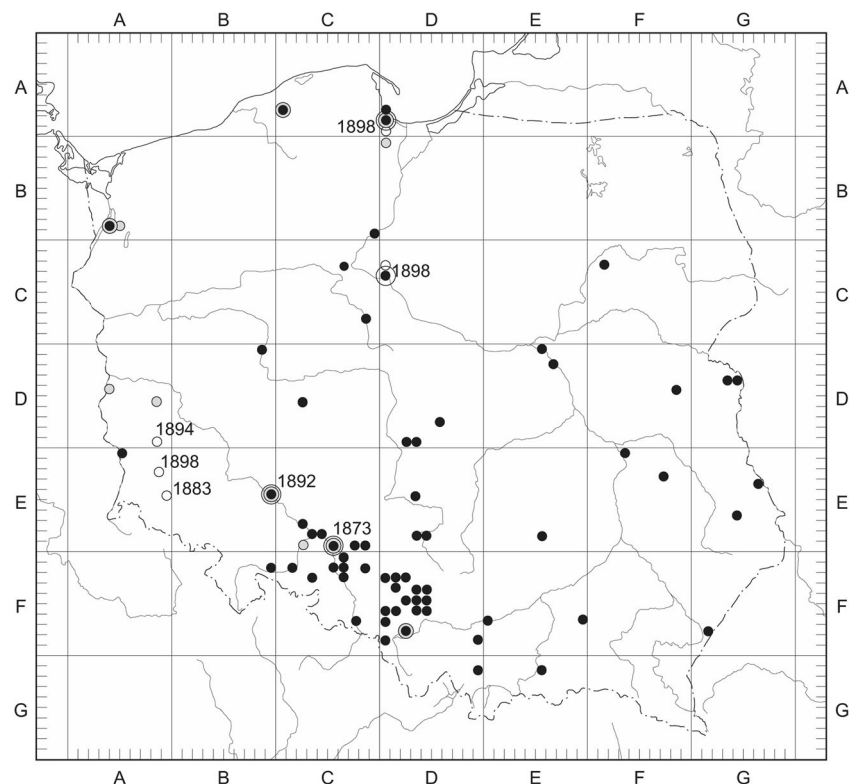 A B C D E F G
A A
1898
B B
1898
C C
D D
1894
1898
1892
E E
1883
1873
F F
G G
A B C D E F G